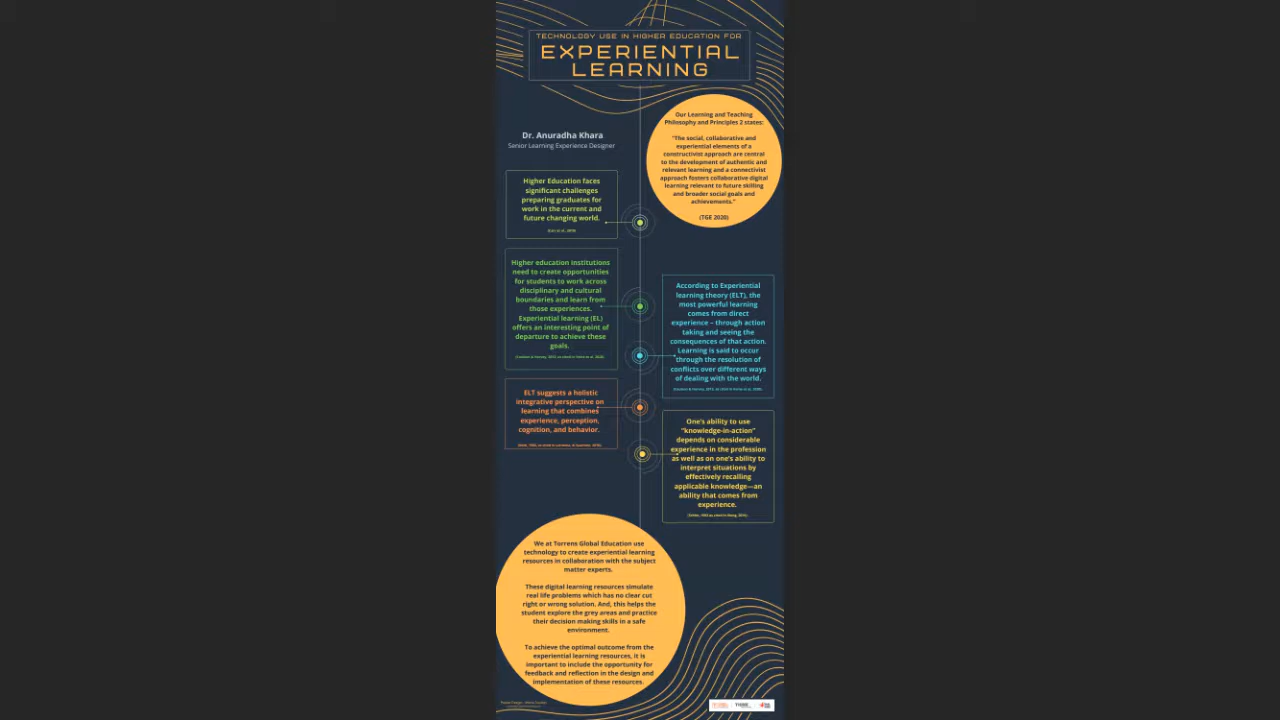 TECHNOLOGY USE IN HIGHER EDUCATION FOR
EXPERIENTIAL
LEARNING
Dr. Anuradha Khara
Senior Learning Experience Designer
Our Learning and Teaching
Philosophy and Principles 2 states:
"The social, collaborative and
experiential elements of a
constructivist approach are central
to the development of authentic and
relevant learning and a connectivist
approach fosters collaborative digital
learning relevant to future skilling
and broader social goals and
achievements."
(TGE 2020)
Higher Education faces
significant challenges
preparing graduates for
work in the current and
future changing world.
Higher education institutions
need to create opportunities
for students to work across
disciplinary and cultural
boundaries and learn from
those experiences.
Experiential learning (EL)
offers an interesting point of
departure to achieve these
goals.
According to Experiential
learning theory (ELT), the
most powerful learning
comes from direct
experience – through action
taking and seeing the
consequences of that action.
Learning is said to occur
through the resolution of
conflicts over different ways
of dealing with the world.
ELT suggests a holistic
integrative perspective on
learning that combines
experience, perception,
cognition, and behavior.
One's ability to use
"knowledge-in-action"
depends on considerable
experience in the profession
as well as on one's ability to
interpret situations by
effectively recalling
applicable knowledge—an
ability that comes from
experience.
We at Torrens Global Education use
technology to create experiential learning
resources in collaboration with the subject
matter experts.
These digital learning resources simulate
real life problems which has no clear cut
right or wrong solution. And, this helps the
student explore the grey areas and practice
their decision making skills in a safe
environment.
To achieve the optimal outcome from the
experiential learning resources, it is
important to include the opportunity for
feedback and reflection in the design and
implementation of these resources.